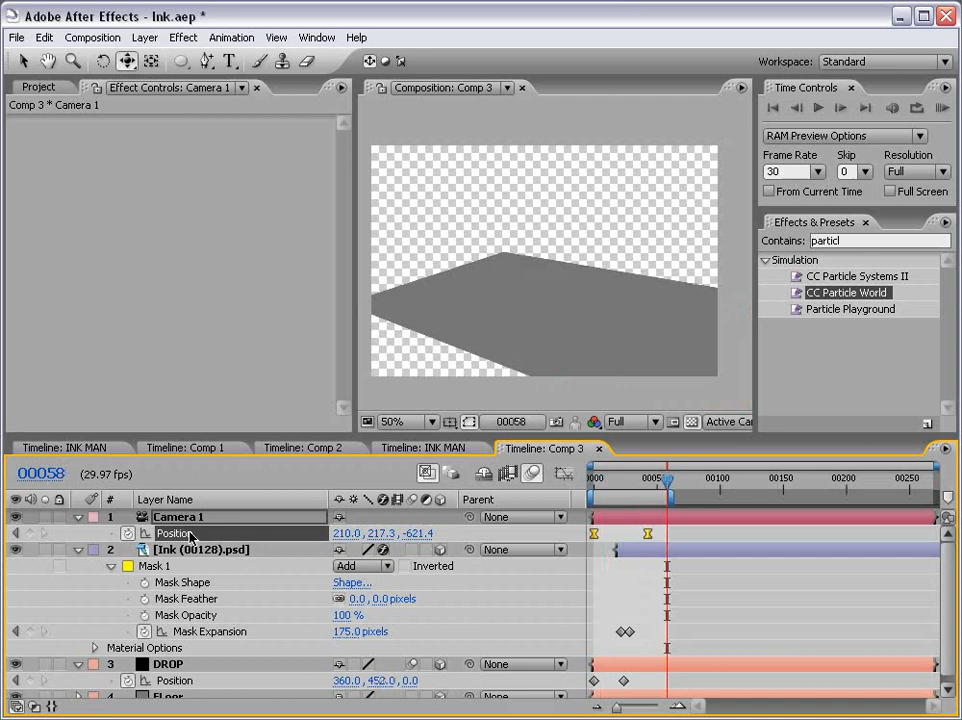 Adobe After Effects - Ink.aep *
File Edit Composition Layer Effect Animation View Window Help
Workspace: Standard
Project Effect Controls: Camera 1
Comp 3 * Camera 1
Composition: Comp 3
Time Controls
RAM Preview Options
Frame Rate Skip Resolution
30 0 Full
From Current Time Full Screen
Effects & Presets
Contains: particl
Simulation
CC Particle Systems II
CC Particle World
Particle Playground
50% 00058 Full Active Car
Timeline: INK MAN Timeline: Comp 1 Timeline: Comp 2 Timeline: INK MAN Timeline: Comp 3
00058 (29.97 fps)
00050 00100 00150 00200 00250
# Layer Name Parent
1 Camera 1 None
Position 210.0, 217.3, -621.4
2 [Ink (00128).psd] None
Mask 1 Add Inverted
Mask Shape Shape...
Mask Feather 0.0, 0.0 pixels
Mask Opacity 100 %
Mask Expansion 175.0 pixels
Material Options
3 DROP None
Position 360.0, 452.0, 0.0
4 Floor None